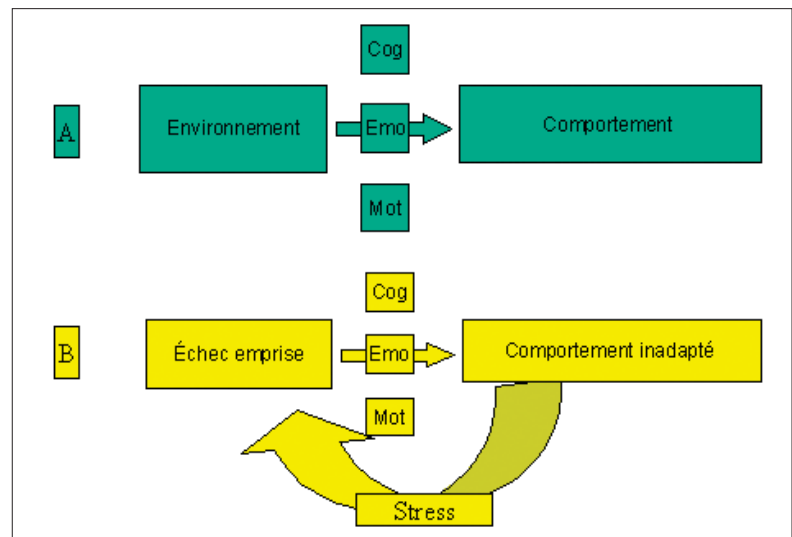 Cog
A
Environnement
Emo
Comportement
Mot
Cog
B
Échec emprise
Emo
Comportement inadapté
Mot
Stress